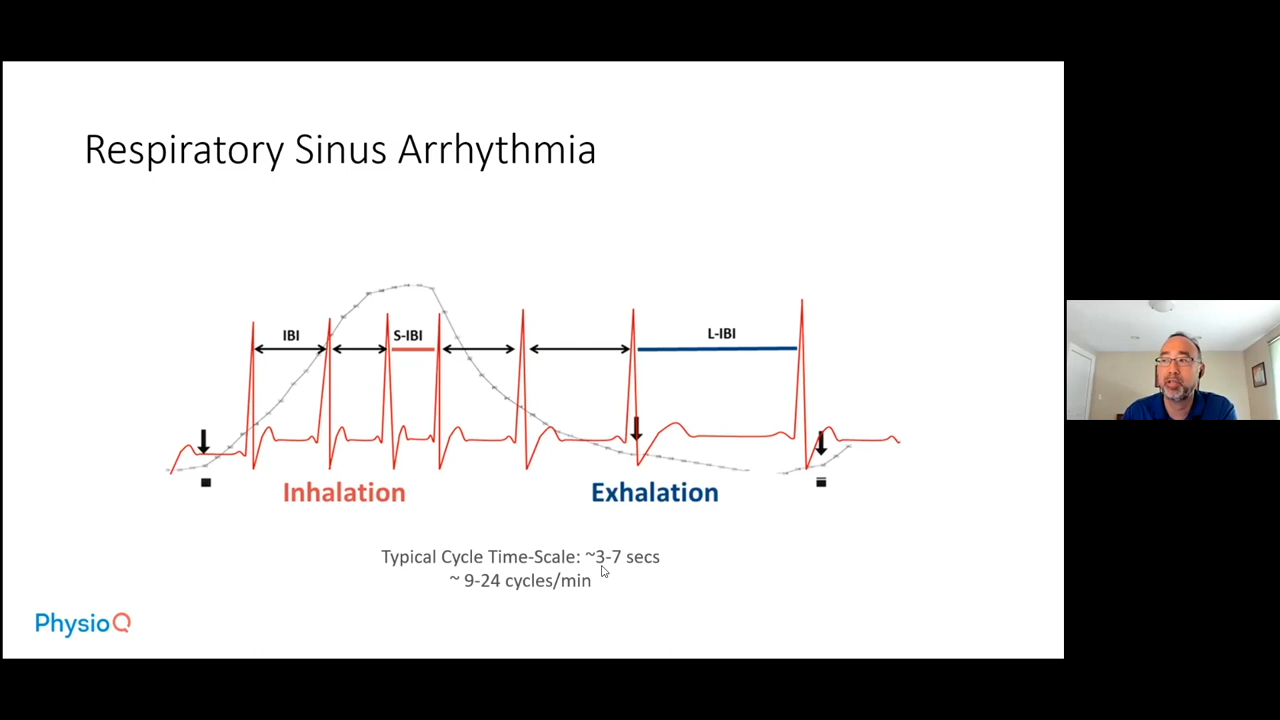 Respiratory Sinus Arrhythmia
IBI
S-IBI
L-IBI
Inhalation
Exhalation
Typical Cycle Time-Scale: ~3-7 secs
~ 9-24 cycles/min
PhysioQ